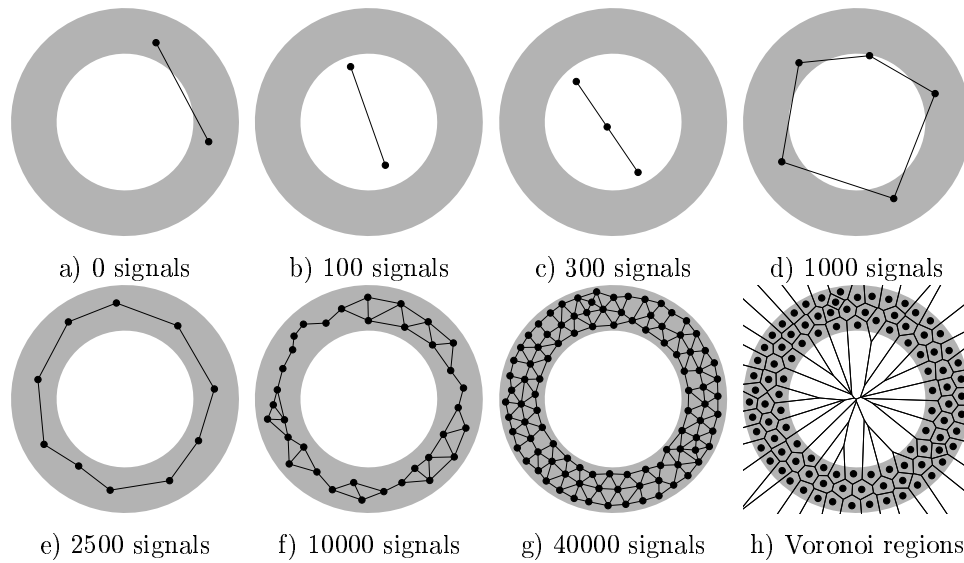 a) 0 signals
b) 100 signals
c) 300 signals
d) 1000 signals
e) 2500 signals
f) 10000 signals
g) 40000 signals
h) Voronoi regions